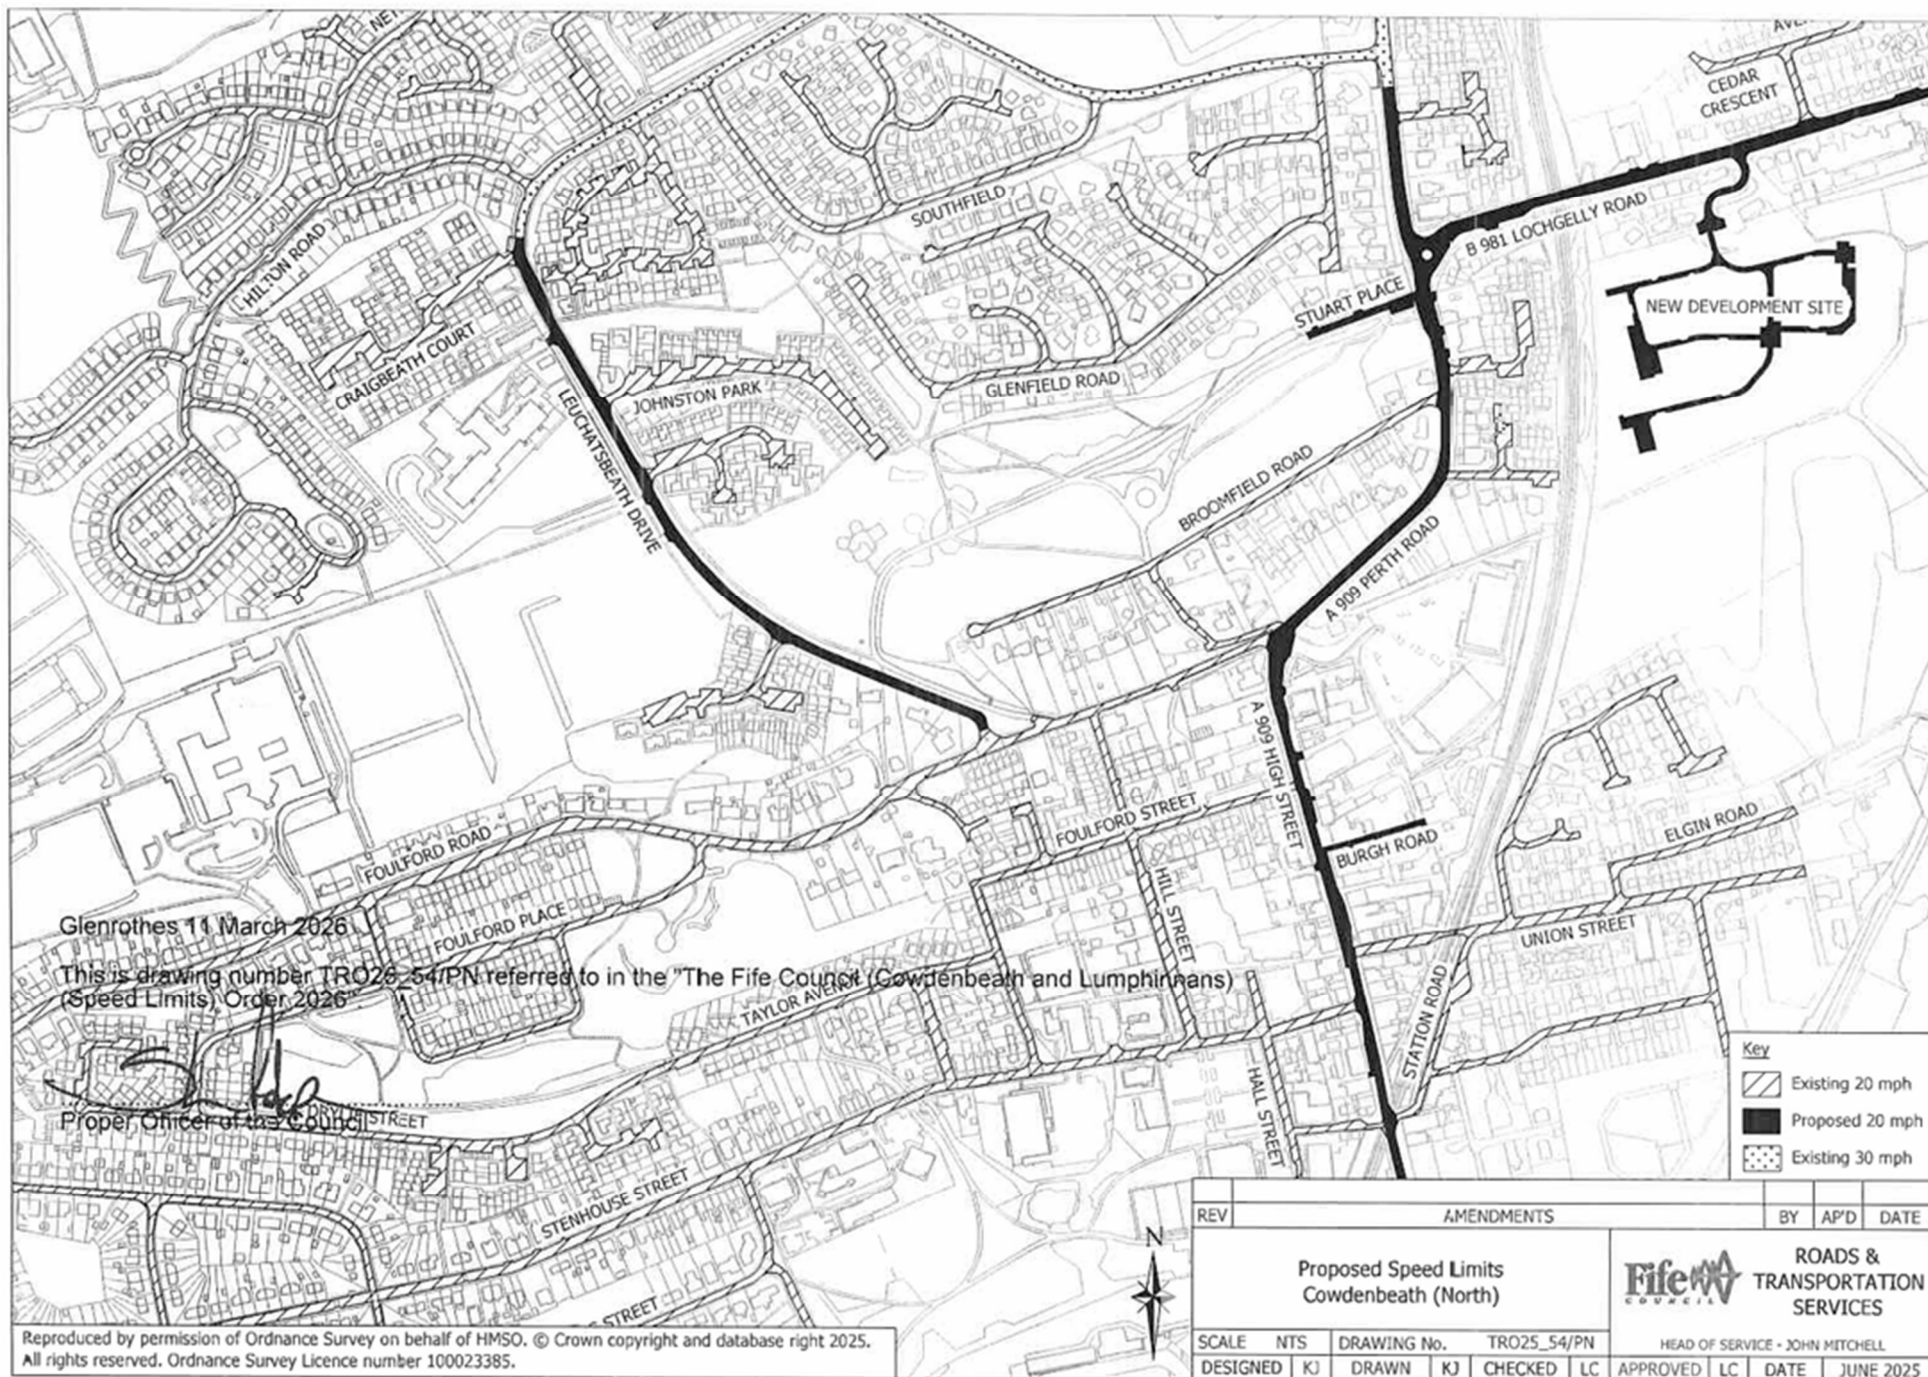 CEDAR
CRESCENT
SOUTHFIELD
B 981 LOCHGELLY ROAD
HILTON ROAD
STUART PLACE
NEW DEVELOPMENT SITE
CRAIGBEATH COURT
JOHNSTON PARK
GLENFIELD ROAD
LEUCHATSBEATH DRIVE
BROOMFIELD ROAD
A 909 PERTH ROAD
A 909 HIGH STREET
FOULFORD STREET
BURGH ROAD
ELGIN ROAD
FOULFORD ROAD
HILL STREET
FOULFORD PLACE
UNION STREET
Glenrothes 11 March 2026
This is drawing number TRO25_54/PN referred to in the "The Fife Council (Cowdenbeath and Lumphinnans)
(Speed Limits) Order 2026"
TAYLOR AVENUE
STATION ROAD
HALL STREET
STREET
Proper Officer of the Council
STENHOUSE STREET
STREET
Key
Existing 20 mph
Proposed 20 mph
Existing 30 mph
REV AMENDMENTS BY AP'D DATE
N
Proposed Speed Limits
Cowdenbeath (North)
Fife
COUNCIL
ROADS &
TRANSPORTATION
SERVICES
HEAD OF SERVICE - JOHN MITCHELL
SCALE NTS DRAWING No. TRO25_54/PN
DESIGNED KJ DRAWN KJ CHECKED LC APPROVED LC DATE JUNE 2025
Reproduced by permission of Ordnance Survey on behalf of HMSO. © Crown copyright and database right 2025.
All rights reserved. Ordnance Survey Licence number 100023385.